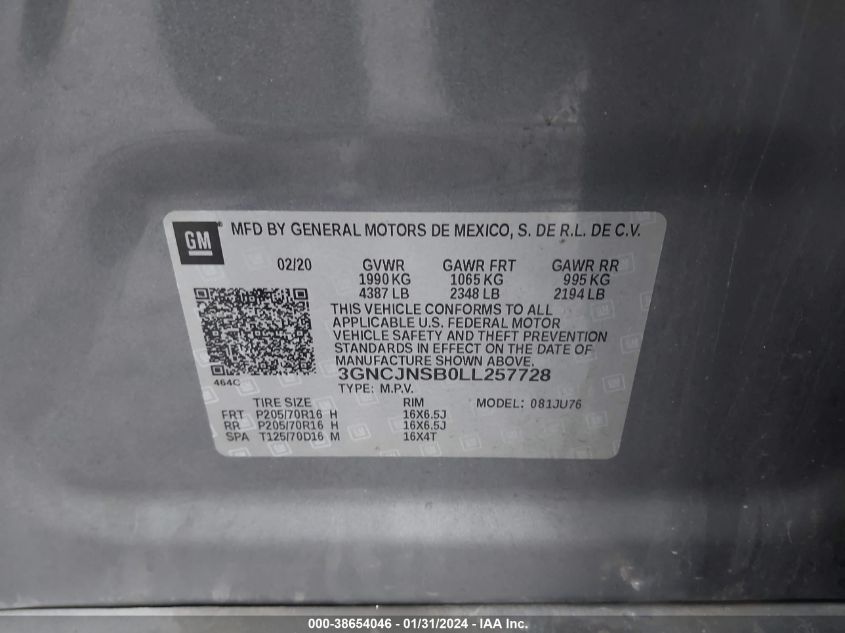 GM ® MFD BY GENERAL MOTORS DE MEXICO, S. DE R.L. DE C.V.
02/20 GVWR GAWR FRT GAWR RR
1990 KG 1065 KG 995 KG
4387 LB 2348 LB 2194 LB
THIS VEHICLE CONFORMS TO ALL
APPLICABLE U.S. FEDERAL MOTOR
VEHICLE SAFETY AND THEFT PREVENTION
STANDARDS IN EFFECT ON THE DATE OF
MANUFACTURE SHOWN ABOVE.
464C 3GNCJNSB0LL257728
TYPE: M.P.V.
TIRE SIZE RIM MODEL: 081JU76
FRT P205/70R16 H 16X6.5J
RR P205/70R16 H 16X6.5J
SPA T125/70D16 M 16X4T
000-38654046 - 01/31/2024 - IAA Inc.